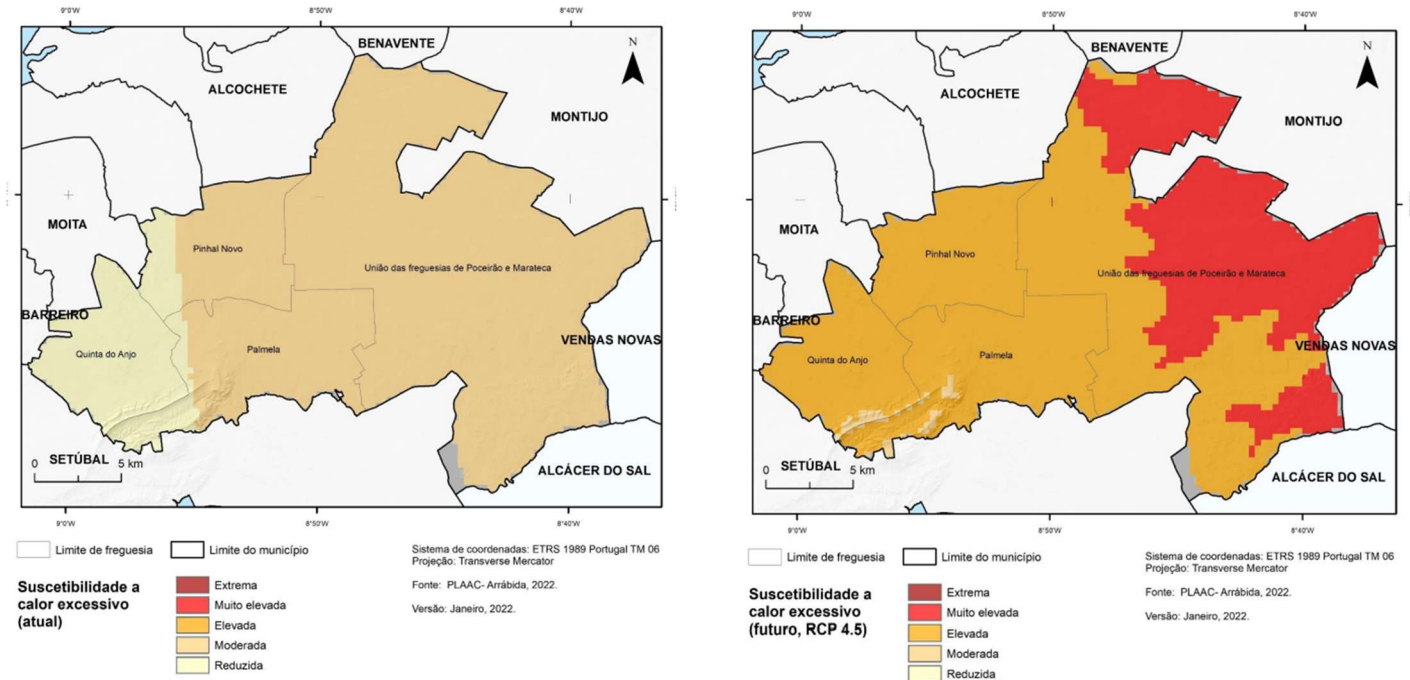 9°0'W 8°50'W 8°40'W
BENAVENTE
N
ALCOCHETE
MONTIJO
MOITA
Pinhal Novo
União das freguesias de Poceirão e Marateca
BARREIRO
VENDAS NOVAS
Quinta do Anjo
Palmela
SETÚBAL
0 5 km
ALCÁCER DO SAL
9°0'W 8°50'W 8°40'W
Limite de freguesia
Limite do município
Sistema de coordenadas: ETRS 1989 Portugal TM 06
Projeção: Transverse Mercator
Fonte: PLAAC- Arrábida, 2022.
Versão: Janeiro, 2022.
Suscetibilidade a
calor excessivo
(atual)
Extrema
Muito elevada
Elevada
Moderada
Reduzida
9°0'W 8°50'W 8°40'W
BENAVENTE
N
ALCOCHETE
MONTIJO
MOITA
Pinhal Novo
União das freguesias de Poceirão e Marateca
BARREIRO
VENDAS NOVAS
Quinta do Anjo
Palmela
SETÚBAL
0 5 km
ALCÁCER DO SAL
9°0'W 8°50'W 8°40'W
Limite de freguesia
Limite do município
Sistema de coordenadas: ETRS 1989 Portugal TM 06
Projeção: Transverse Mercator
Fonte: PLAAC- Arrábida, 2022.
Versão: Janeiro, 2022.
Suscetibilidade a
calor excessivo
(futuro, RCP 4.5)
Extrema
Muito elevada
Elevada
Moderada
Reduzida